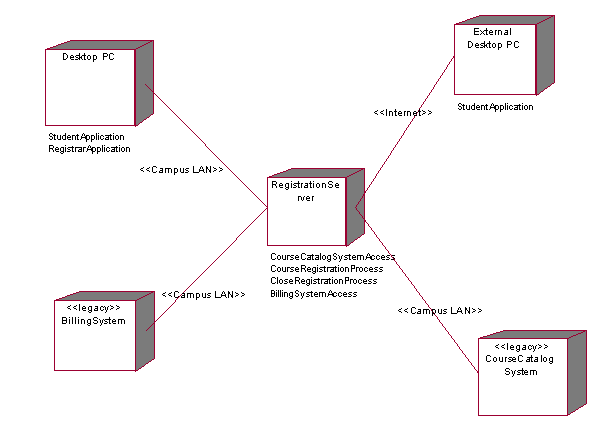 External
Desktop PC
StudentApplication
Desktop PC
StudentApplication
RegistrarApplication
<<Internet>>
<<Campus LAN>>
RegistrationSe
rver
CourseCatalogSystemAccess
CourseRegistrationProcess
CloseRegistrationProcess
BillingSystemAccess
<<Campus LAN>>
<<legacy>>
BillingSystem
<<Campus LAN>>
<<legacy>>
CourseCatalog
System